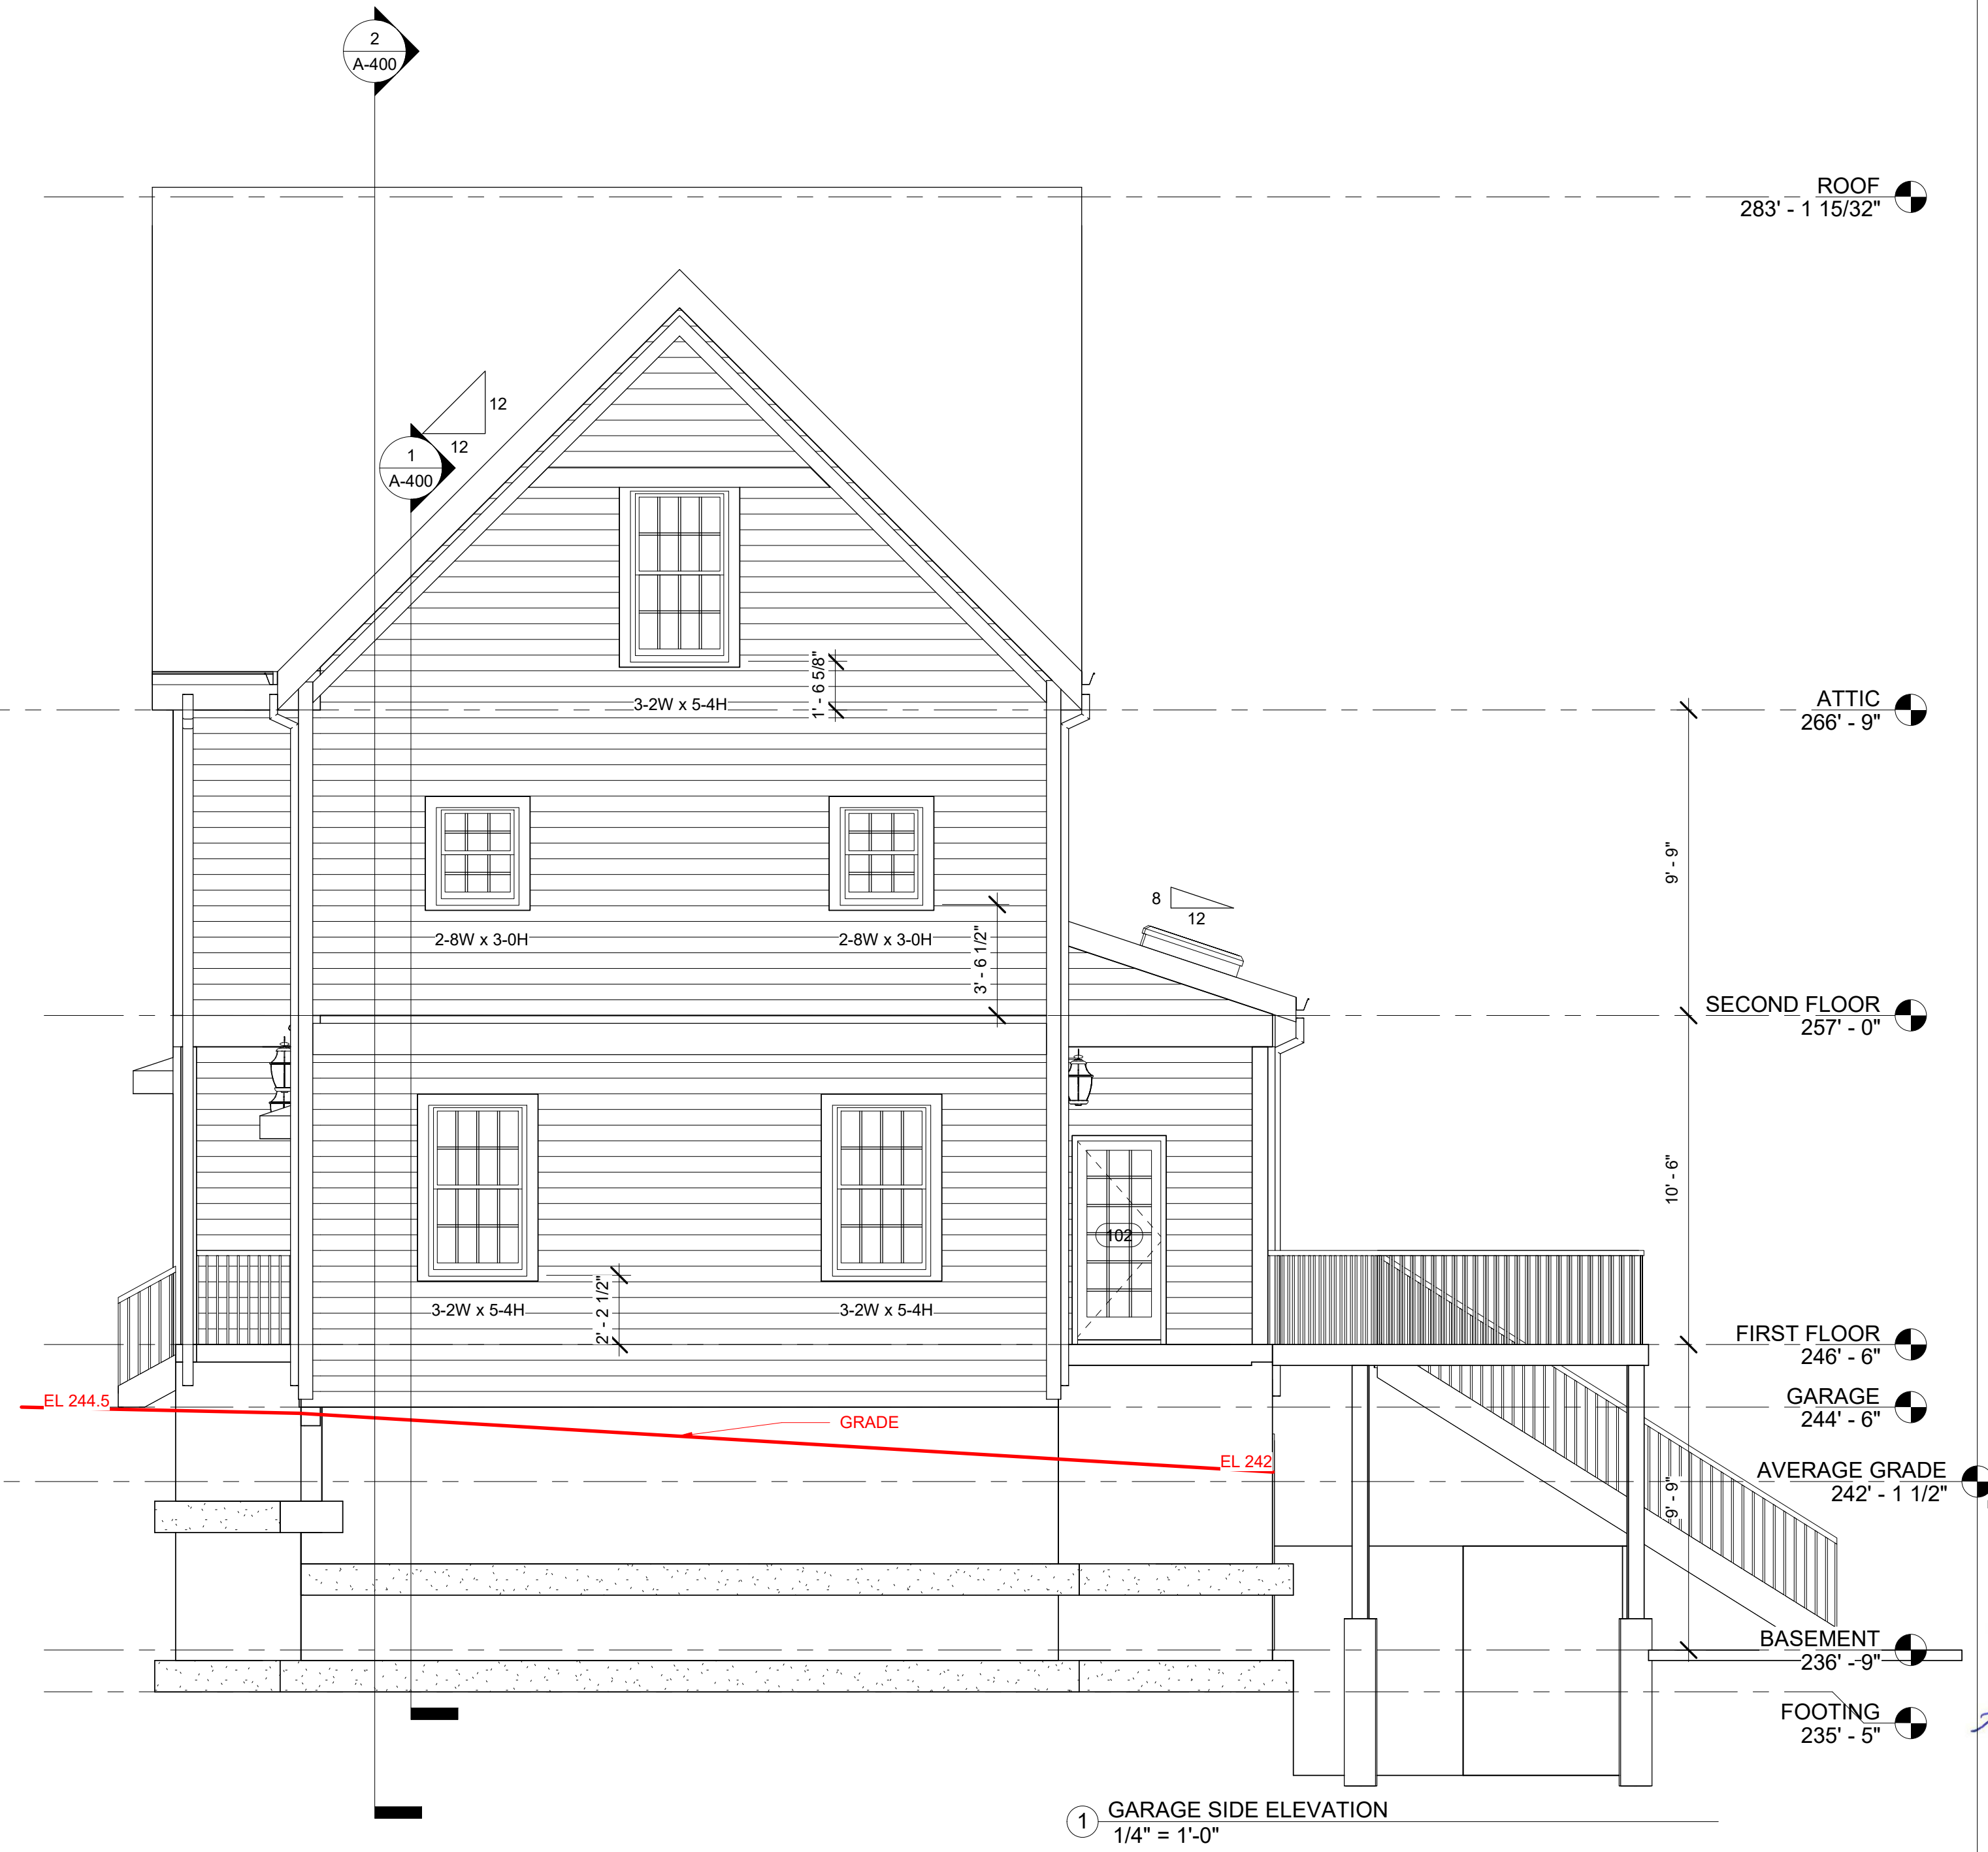 2
A-400
ROOF
283' - 1 15/32"
12
12
1
A-400
1' - 6 5/8"
3-2W x 5-4H
ATTIC
266' - 9"
9' - 9"
2-8W x 3-0H
2-8W x 3-0H
3' - 6 1/2"
8
12
SECOND FLOOR
257' - 0"
10' - 6"
102
3-2W x 5-4H
2' - 2 1/2"
3-2W x 5-4H
FIRST FLOOR
246' - 6"
EL 244.5
GRADE
GARAGE
244' - 6"
EL 242
AVERAGE GRADE
242' - 1 1/2"
9' - 9"
BASEMENT
236' - 9"
FOOTING
235' - 5"
1
GARAGE SIDE ELEVATION
1/4" = 1'-0"